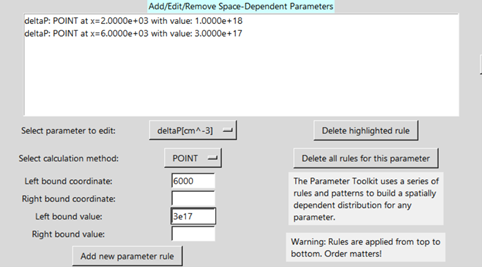 Add/Edit/Remove Space-Dependent Parameters
deltaP: POINT at x=2.0000e+03 with value: 1.0000e+18
deltaP: POINT at x=6.0000e+03 with value: 3.0000e+17
Select parameter to edit: deltaP[cm^-3] Delete highlighted rule
Select calculation method: POINT Delete all rules for this parameter
Left bound coordinate: 6000
Right bound coordinate:
Left bound value: 3e17
Right bound value:
Add new parameter rule
The Parameter Toolkit uses a series of
rules and patterns to build a spatially
dependent distribution for any
parameter.
Warning: Rules are applied from top to
bottom. Order matters!